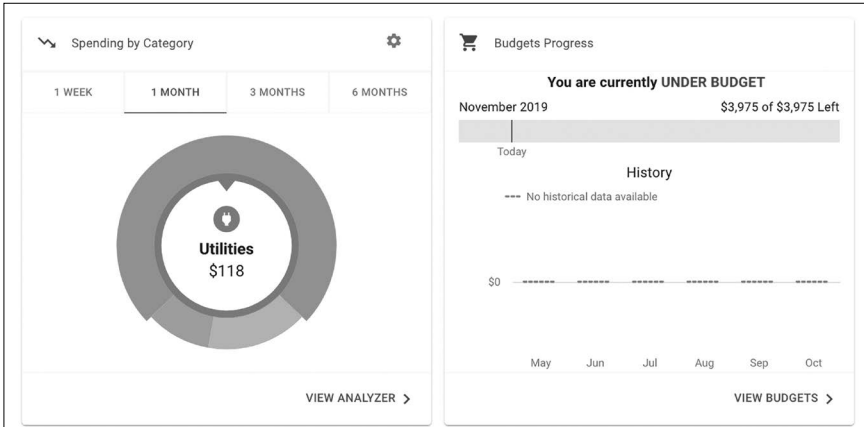 Spending by Category
1 WEEK 1 MONTH 3 MONTHS 6 MONTHS
Utilities
$118
VIEW ANALYZER
Budgets Progress
You are currently UNDER BUDGET
November 2019 $3,975 of $3,975 Left
Today
History
No historical data available
$0
May Jun Jul Aug Sep Oct
VIEW BUDGETS